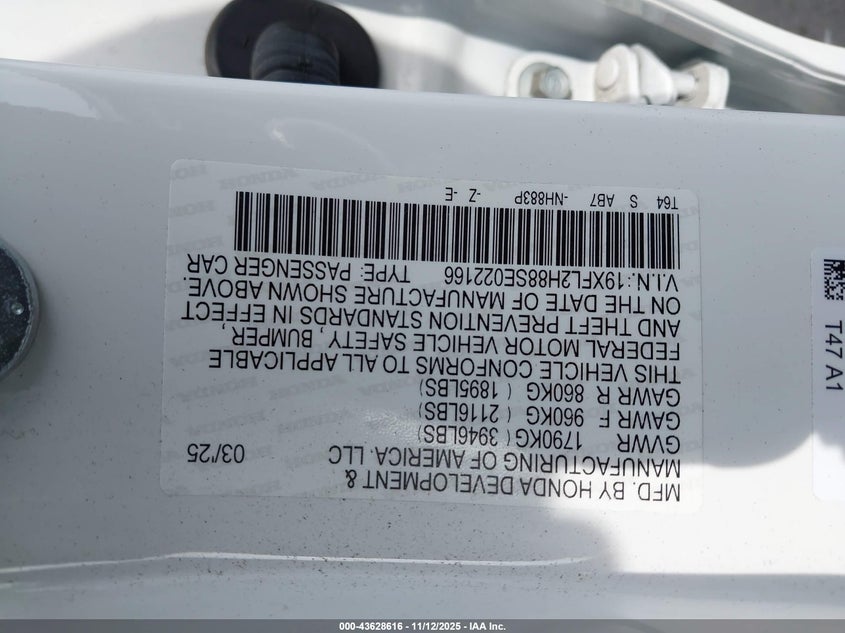 MFD. BY HONDA DEVELOPMENT &
MANUFACTURING OF AMERICA, LLC 03/'25
GVWR 1790KG ( 3946LBS)
GAWR F 960KG ( 2116LBS)
GAWR R 860KG ( 1895LBS)
THIS VEHICLE CONFORMS TO ALL APPLICABLE
FEDERAL MOTOR VEHICLE SAFETY, BUMPER,
AND THEFT PREVENTION STANDARDS IN EFFECT
ON THE DATE OF MANUFACTURE SHOWN ABOVE.
V.I.N.:19XFL2H88SE022166 TYPE: PASSENGER CAR
T64 S AB7 -NH883P -Z -E
T47 A1
000-43628616 - 11/12/2025 - IAA Inc.